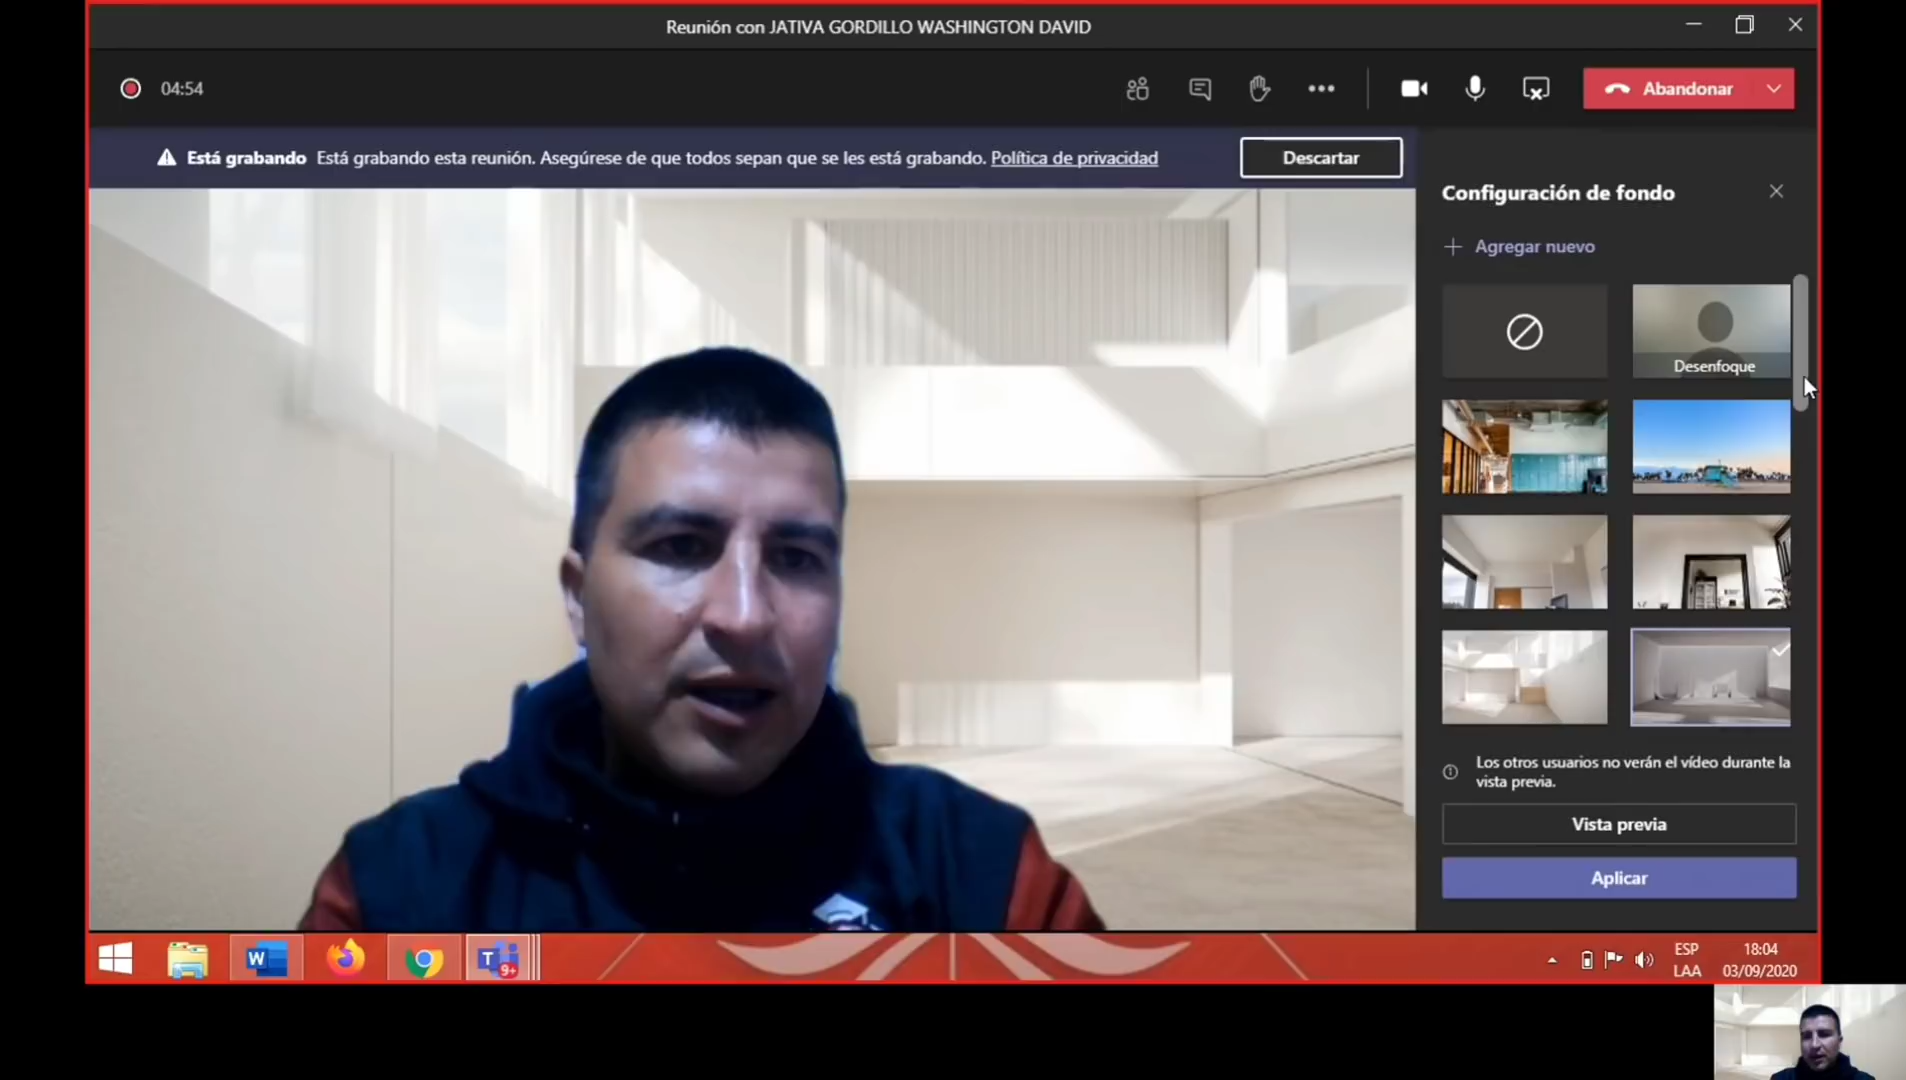 Reunión con JATIVA GORDILLO WASHINGTON DAVID
04:54
Abandonar
Está grabando Está grabando esta reunión. Asegúrese de que todos sepan que se les está grabando. Política de privacidad
Descartar
Configuración de fondo
Agregar nuevo
Desenfoque
Los otros usuarios no verán el vídeo durante la
vista previa.
Vista previa
Aplicar
W
T
9+
ESP
LAA
18:04
03/09/2020